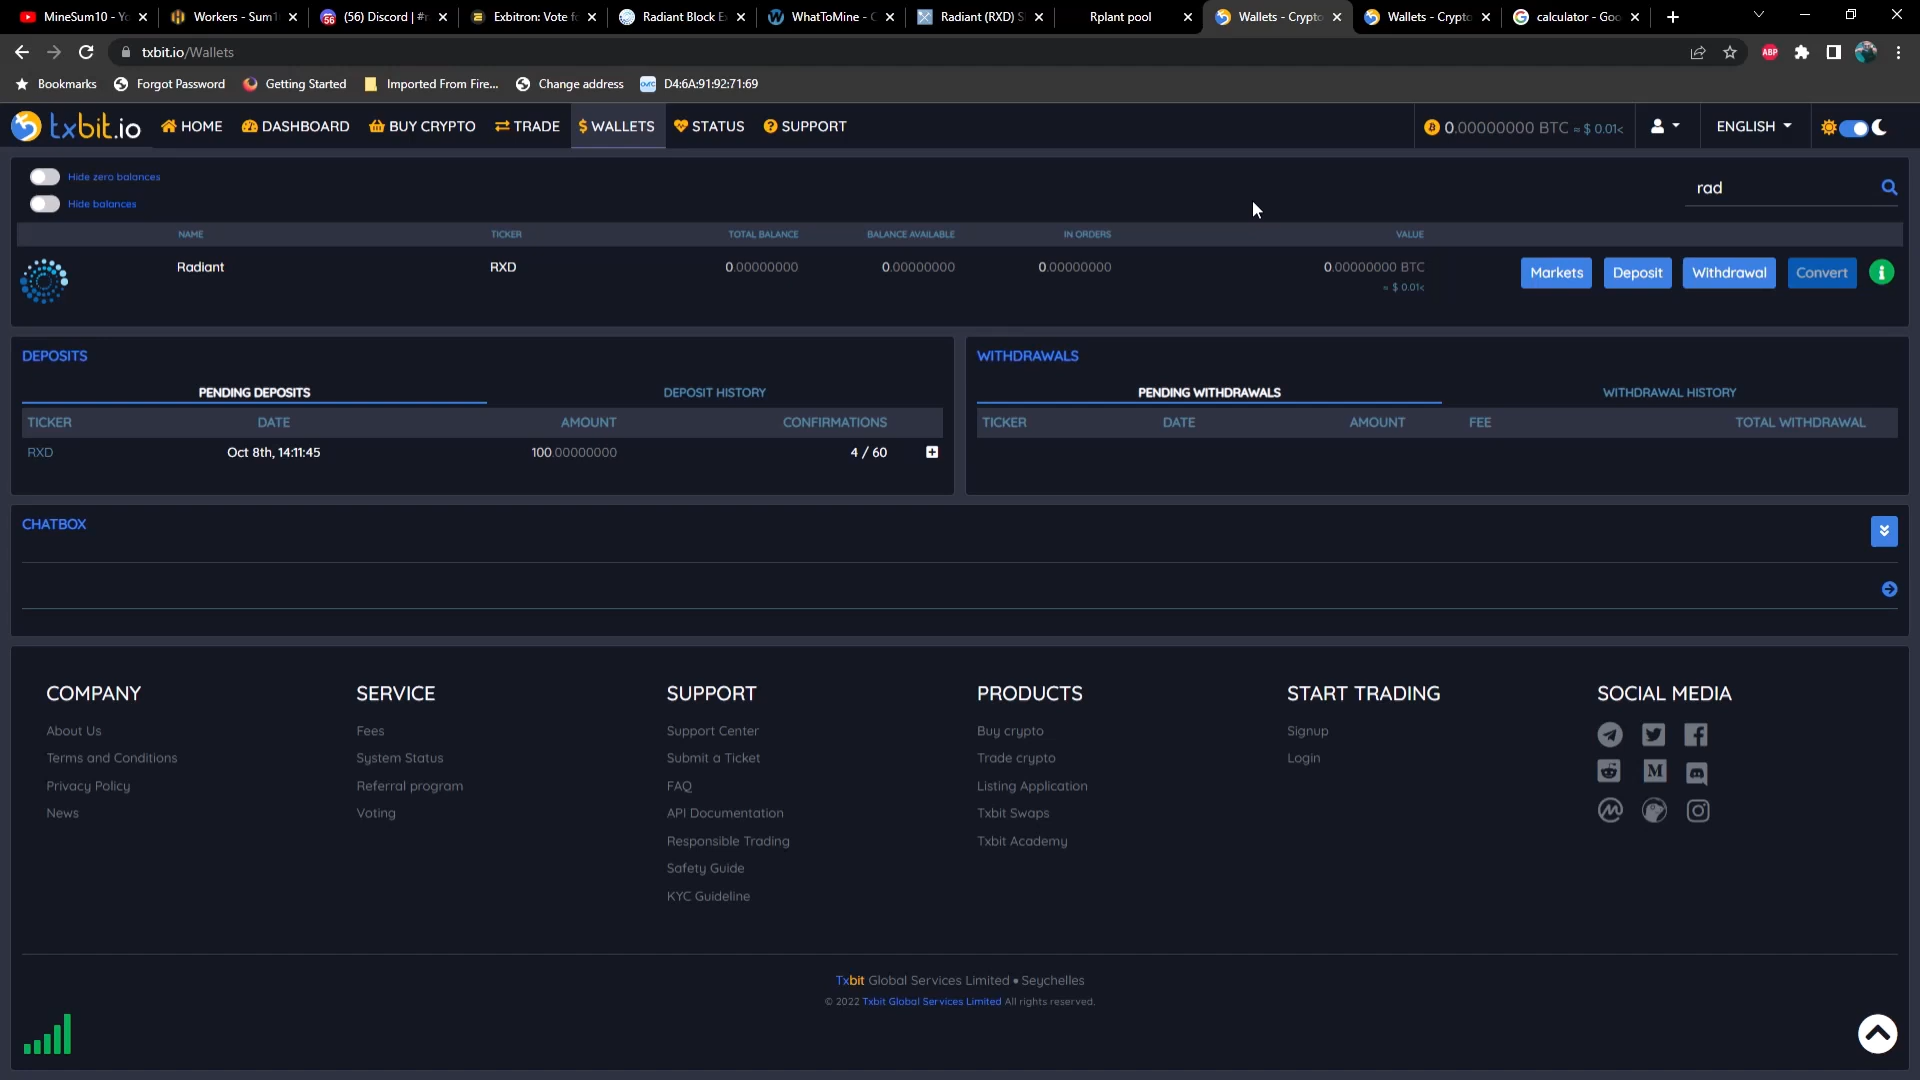 MineSum10 - Yo
Workers - Sum1
(56) Discord | #r
Exbitron: Vote fo
Radiant Block E
WhatToMine - C
Radiant (RXD) S
Rplant pool
Wallets - Crypto
Wallets - Crypto
calculator - Goo
txbit.io/Wallets
ABP
Bookmarks
Forgot Password
Getting Started
Imported From Fire...
Change address
D4:6A:91:92:71:69
txbit.io
HOME
DASHBOARD
BUY CRYPTO
TRADE
$ WALLETS
STATUS
SUPPORT
0.00000000 BTC ≈ $ 0.01<
ENGLISH
Hide zero balances
Hide balances
rad
NAME TICKER TOTAL BALANCE BALANCE AVAILABLE IN ORDERS VALUE
Radiant RXD 0.00000000 0.00000000 0.00000000 0.00000000 BTC
≈ $ 0.01<
Markets Deposit Withdrawal Convert
DEPOSITS
PENDING DEPOSITS DEPOSIT HISTORY
TICKER DATE AMOUNT CONFIRMATIONS
RXD Oct 8th, 14:11:45 100.00000000 4 / 60
WITHDRAWALS
PENDING WITHDRAWALS WITHDRAWAL HISTORY
TICKER DATE AMOUNT FEE TOTAL WITHDRAWAL
CHATBOX
COMPANY
About Us
Terms and Conditions
Privacy Policy
News
SERVICE
Fees
System Status
Referral program
Voting
SUPPORT
Support Center
Submit a Ticket
FAQ
API Documentation
Responsible Trading
Safety Guide
KYC Guideline
PRODUCTS
Buy crypto
Trade crypto
Listing Application
Txbit Swaps
Txbit Academy
START TRADING
Signup
Login
SOCIAL MEDIA
Txbit Global Services Limited • Seychelles
© 2022 Txbit Global Services Limited All rights reserved.